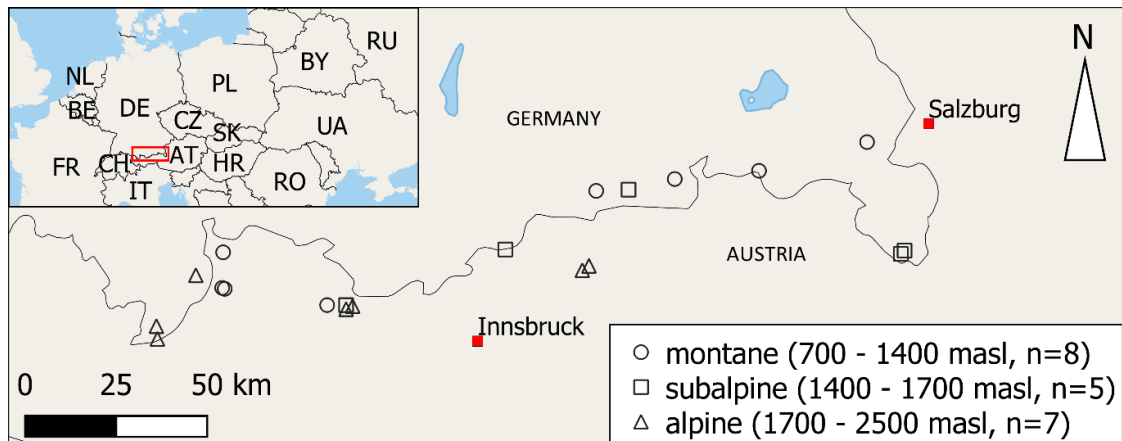 RU
BY
NL
PL
BE
DE
CZ
UA
SK
FR
CH
AT
HR
IT
RO
N
GERMANY
Salzburg
AUSTRIA
Innsbruck
0 25 50 km
montane (700 - 1400 masl, n=8)
subalpine (1400 - 1700 masl, n=5)
alpine (1700 - 2500 masl, n=7)